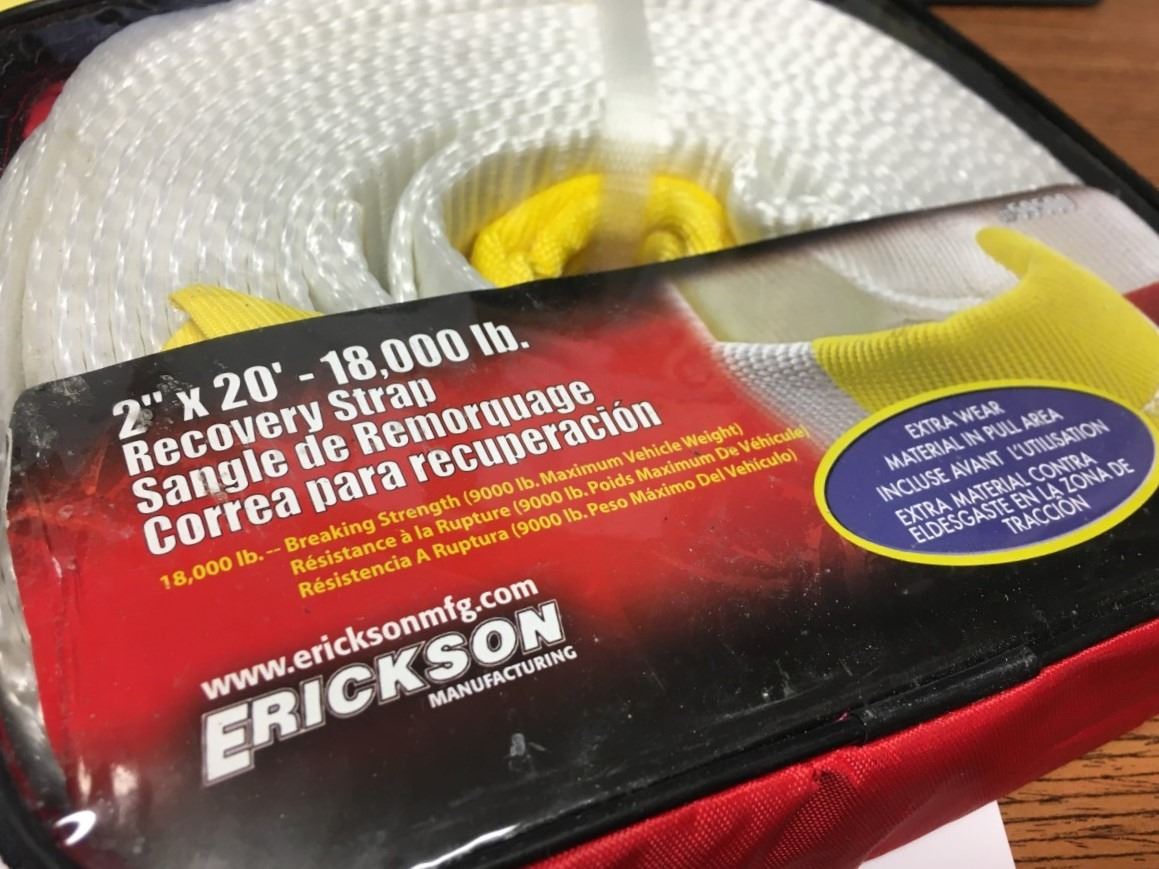 2" x 20' - 18,000 lb.
Recovery Strap
Sangle de Remorquage
Correa para recuperación
18,000 lb. -- Breaking Strength (9000 lb. Maximum Vehicle Weight)
Résistance à la Rupture (9000 lb. Poids Maximum De Véhicule)
Résistencia A Ruptura (9000 lb. Peso Máximo Del Vehículo)
www.ericksonmfg.com
ERICKSON
MANUFACTURING
EXTRA WEAR
MATERIAL IN PULL AREA
INCLUSE AVANT L'UTILISATION
EXTRA MATERIAL CONTRA
ELDESGASTE EN LA ZONA DE
TRACCIÓN